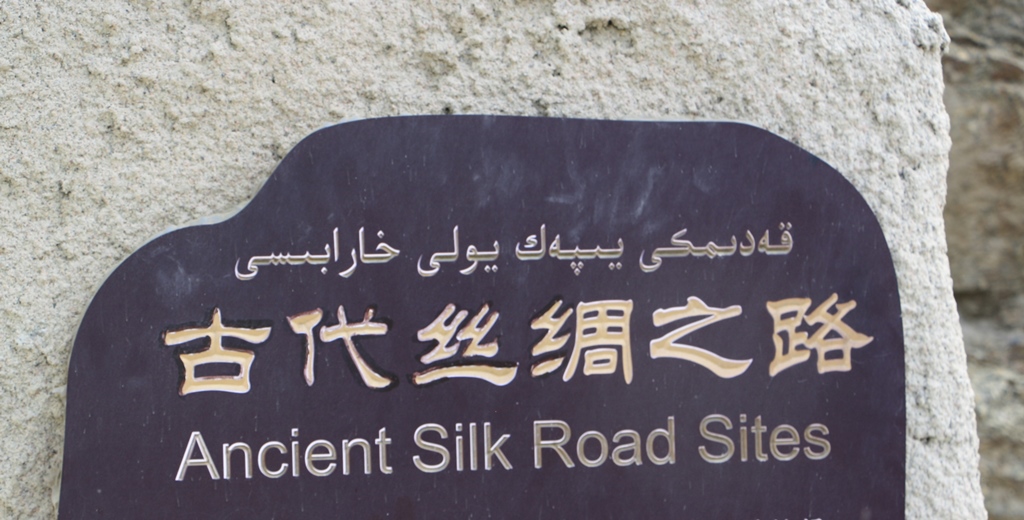 قەدىمكى يىپەك يولى خارابىسى
古代丝绸之路
Ancient Silk Road Sites